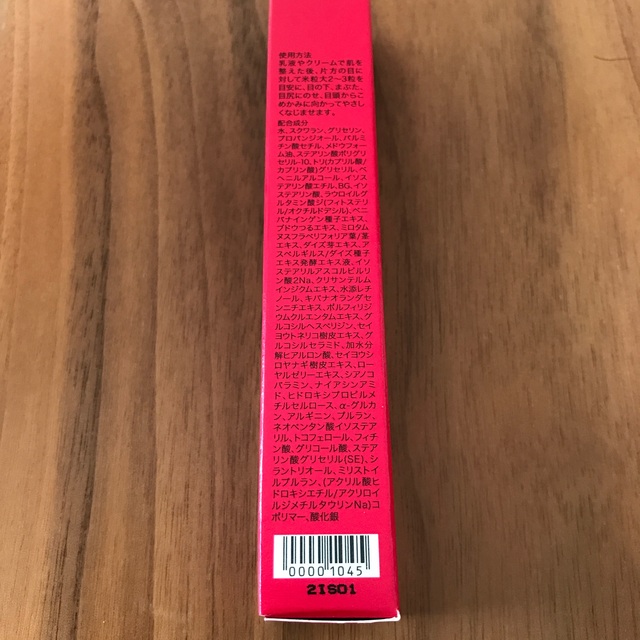 使用方法
乳液やクリームで肌を
整えた後、片方の目に
対して米粒大2〜3粒を
目安に、目の下、まぶた、
目尻にのせ、目頭からこ
めかみに向かってやさし
くなじませます。
配合成分
水、スクワラン、グリセリン、
プロパンジオール、パルミ
チン酸セチル、メドウフォー
ム油、ステアリン酸ポリグリ
セリル-10、トリ(カプリル酸/
カプリン酸)グリセリル、ベ
ヘニルアルコール、イソス
テアリン酸エチル、BG、イソ
ステアリン酸、ラウロイルグ
ルタミン酸ジ(フィトステリ
ル/オクチルドデシル)、ベニ
バナインゲン種子エキス、
ブドウつるエキス、ミロタム
ヌスフラベリフォリア葉/茎
エキス、ダイズ芽エキス、ア
スペルギルス/ダイズ種子
エキス発酵エキス液、イソ
ステアリルアスコルビルリ
ン酸2Na、クリサンテルム
インジクムエキス、水添レチ
ノール、キバナオランダセ
ンニチエキス、ポルフィリジ
ウムクルエンタムエキス、グ
ルコシルヘスペリジン、セイ
ヨウトネリコ樹皮エキス、グ
ルコシルセラミド、加水分
解ヒアルロン酸、セイヨウシ
ロヤナギ樹皮エキス、ロー
ヤルゼリーエキス、シアノコ
バラミン、ナイアシンアミ
ド、ヒドロキシプロピルメ
チルセルロース、α-グルカ
ン、アルギニン、プルラン、
ネオペンタン酸イソステア
リル、トコフェロール、フィチ
ン酸、グリコール酸、ステア
リン酸グリセリル(SE)、シ
ラントリオール、ミリストイ
ルプルラン、(アクリル酸ヒ
ドロキシエチル/アクリロイ
ルジメチルタウリンNa)コ
ポリマー、酸化銀
00001045
21S01